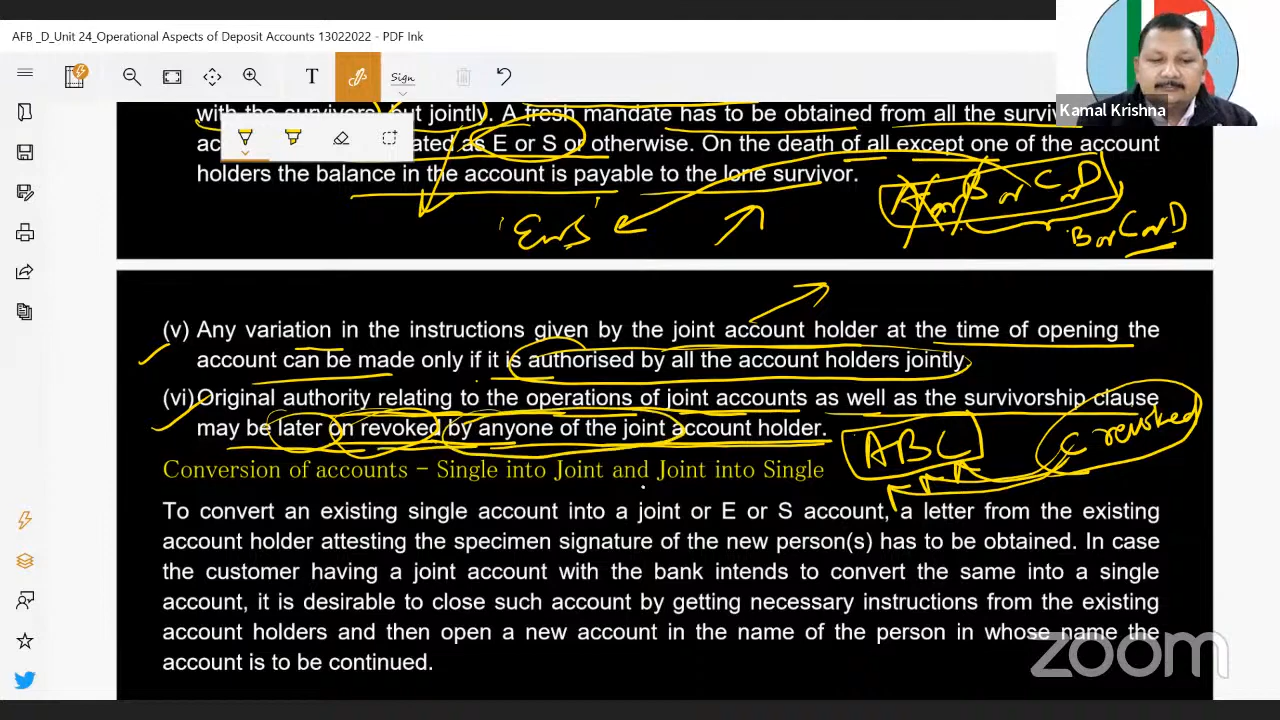 AFB _D_Unit 24_Operational Aspects of Deposit Accounts 13022022 - PDF Ink
T
Sign
Kamal Krishna
with the survivors but jointly). A fresh mandate has to be obtained from all the
E or S or otherwise. On the death of all except one of the account
holders the balance in the account is payable to the lone survivor.
A or B or C or D
'E or S'
B or C or D
(v) Any variation in the instructions given by the joint account holder at the time of opening the
account can be made only if it is authorised by all the account holders jointly.
(vi) Original authority relating to the operations of joint accounts as well as the survivorship clause
may be later on revoked by anyone of the joint account holder.
A B C
C revoked
Conversion of accounts – Single into Joint and Joint into Single
To convert an existing single account into a joint or E or S account, a letter from the existing
account holder attesting the specimen signature of the new person(s) has to be obtained. In case
the customer having a joint account with the bank intends to convert the same into a single
account, it is desirable to close such account by getting necessary instructions from the existing
account holders and then open a new account in the name of the person in whose name the
account is to be continued.
zoom